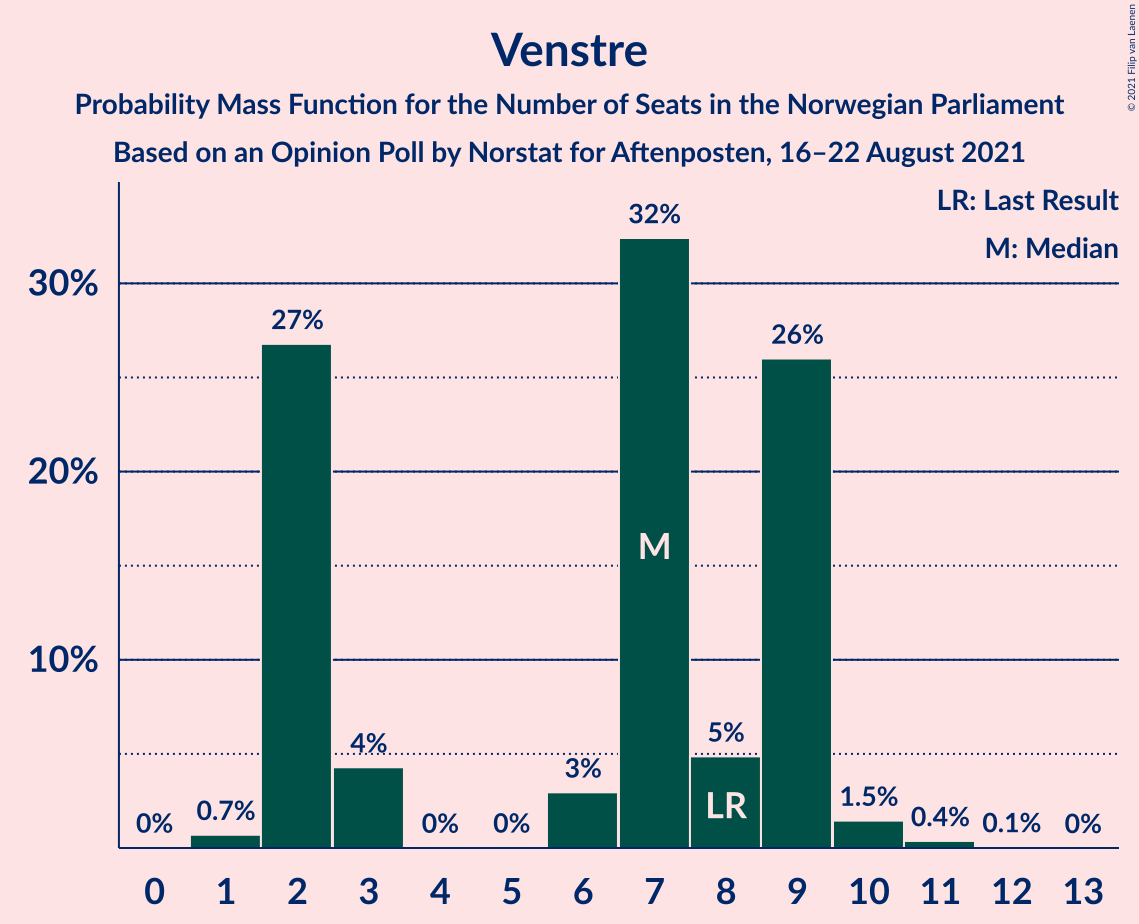 Venstre
Probability Mass Function for the Number of Seats in the Norwegian Parliament
Based on an Opinion Poll by Norstat for Aftenposten, 16–22 August 2021
© 2021 Filip van Laenen
LR: Last Result
M: Median
30%
20%
10%
0%
0.7%
27%
4%
0%
0%
3%
32%
5%
26%
1.5%
0.4%
0.1%
0%
M
LR
0 1 2 3 4 5 6 7 8 9 10 11 12 13